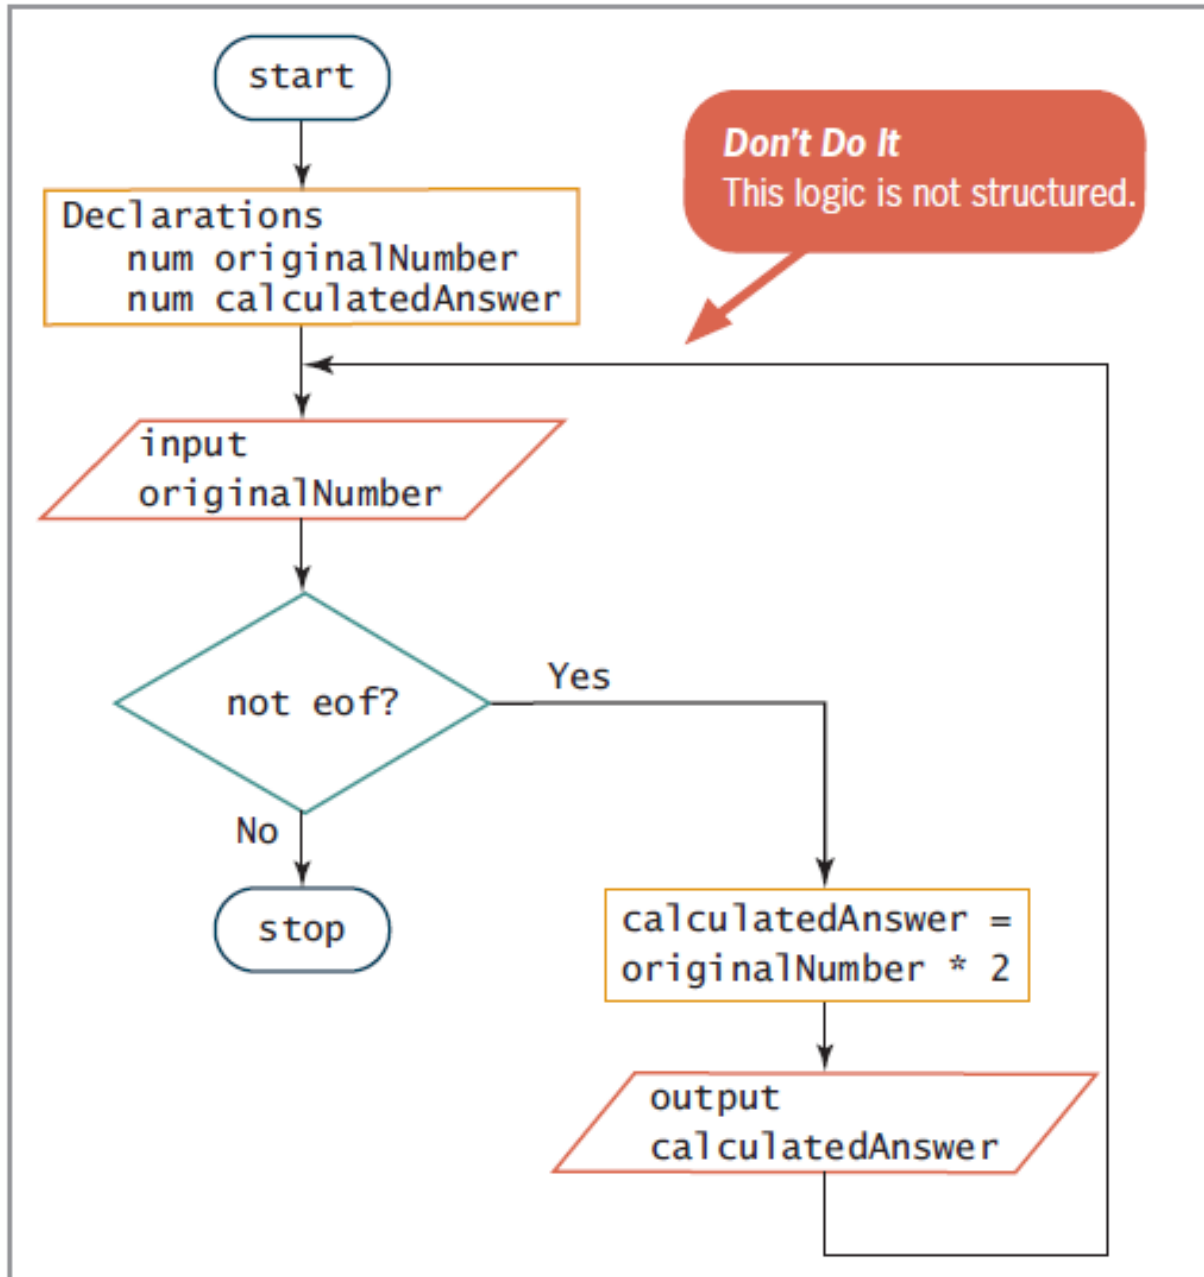 start
Don't Do It
This logic is not structured.
Declarations
num originalNumber
num calculatedAnswer
input
originalNumber
not eof?
Yes
No
stop
calculatedAnswer =
originalNumber * 2
output
calculatedAnswer